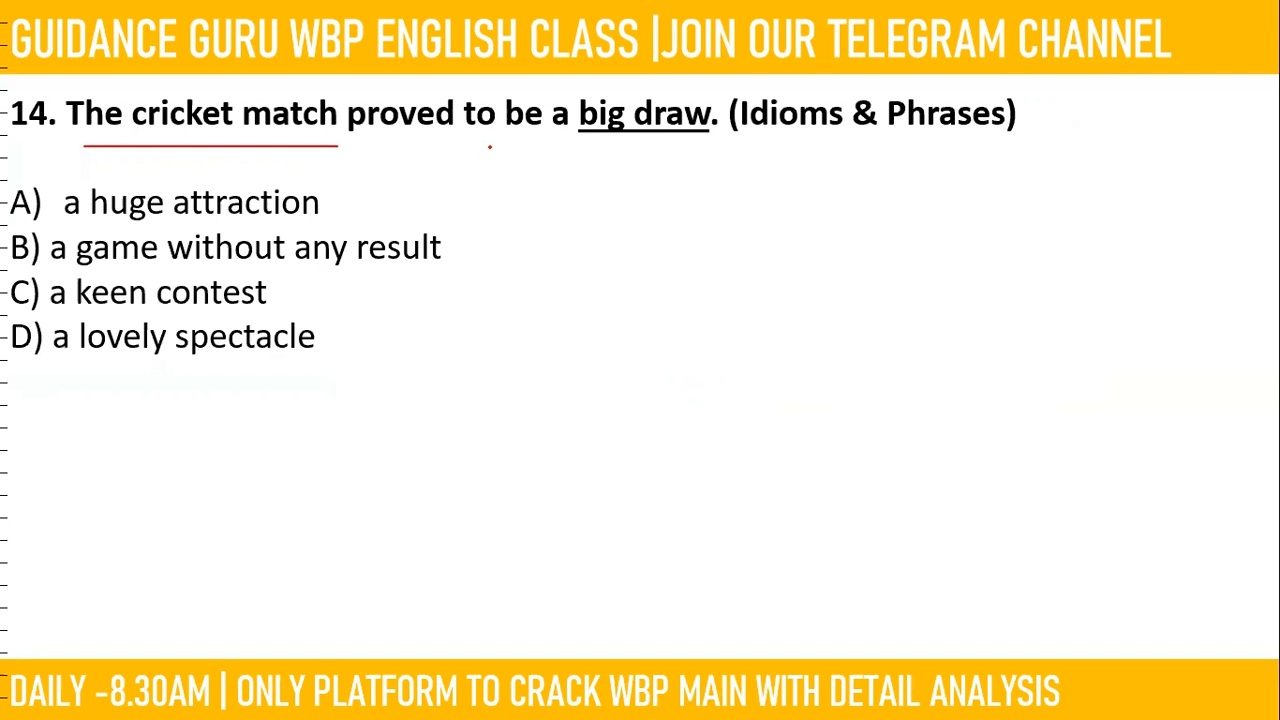 GUIDANCE GURU WBP ENGLISH CLASS |JOIN OUR TELEGRAM CHANNEL
14. The cricket match proved to be a big draw. (Idioms & Phrases)
A) a huge attraction
B) a game without any result
C) a keen contest
D) a lovely spectacle
DAILY -8.30AM | ONLY PLATFORM TO CRACK WBP MAIN WITH DETAIL ANALYSIS